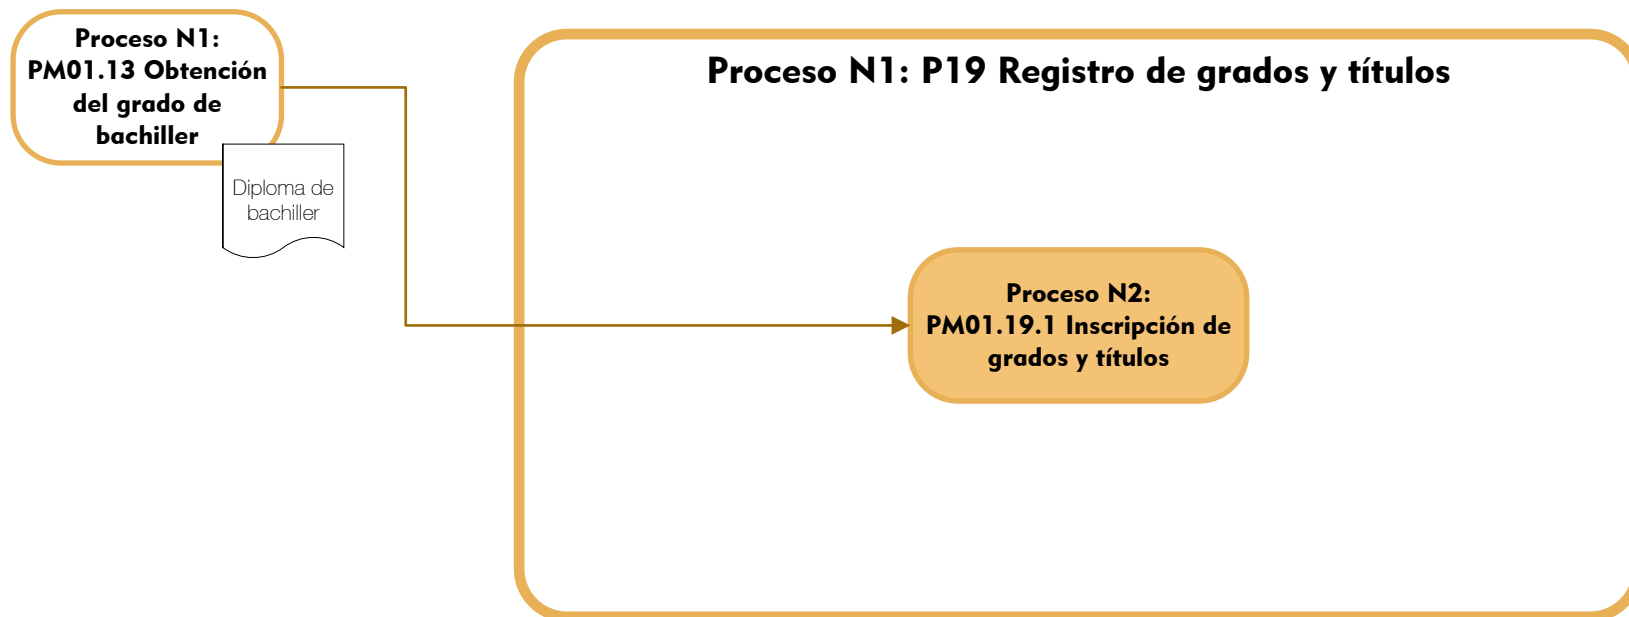 Proceso N1:
PM01.13 Obtención
del grado de
bachiller
Diploma de
bachiller
Proceso N1: P19 Registro de grados y títulos
Proceso N2:
PM01.19.1 Inscripción de
grados y títulos